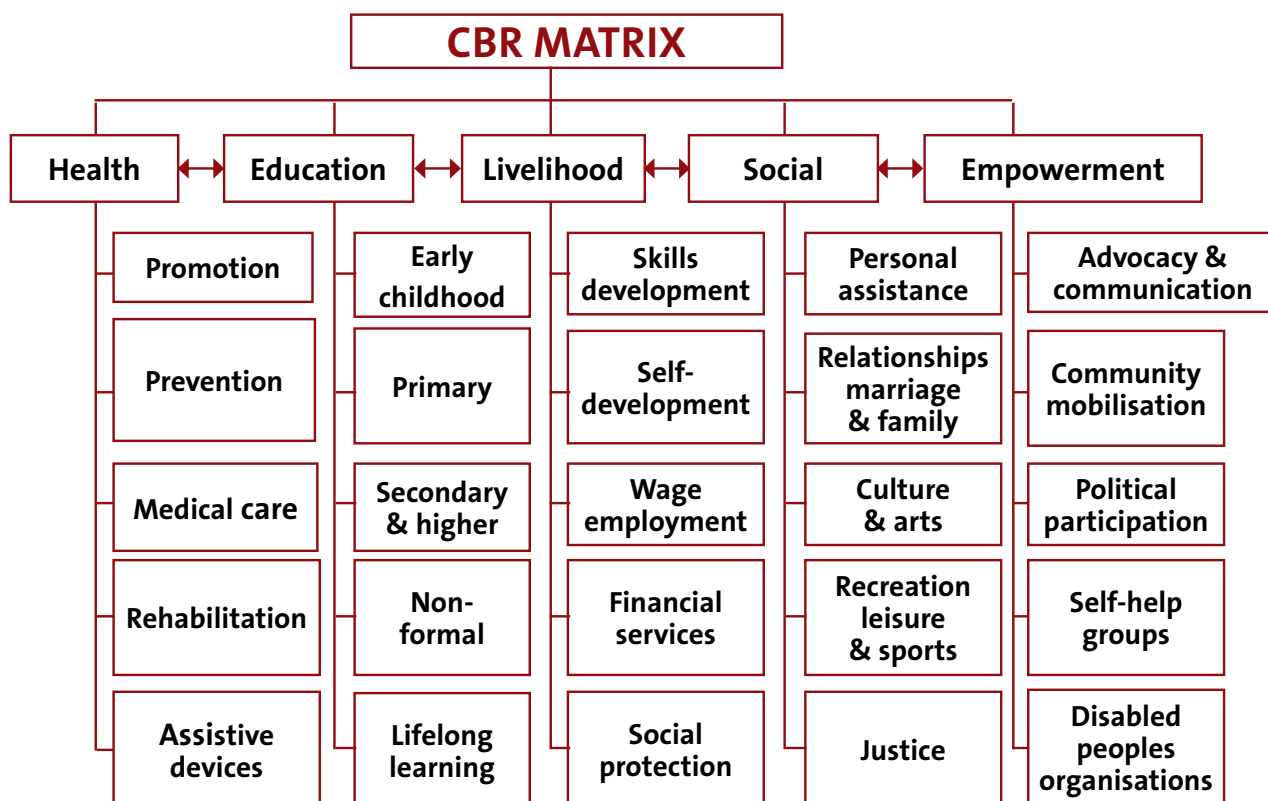 CBR MATRIX
Health
Education
Livelihood
Social
Empowerment
Promotion
Prevention
Medical care
Rehabilitation
Assistive
devices
Early
childhood
Primary
Secondary
& higher
Non-
formal
Lifelong
learning
Skills
development
Self-
development
Wage
employment
Financial
services
Social
protection
Personal
assistance
Relationships
marriage
& family
Culture
& arts
Recreation
leisure
& sports
Justice
Advocacy &
communication
Community
mobilisation
Political
participation
Self-help
groups
Disabled
peoples
organisations